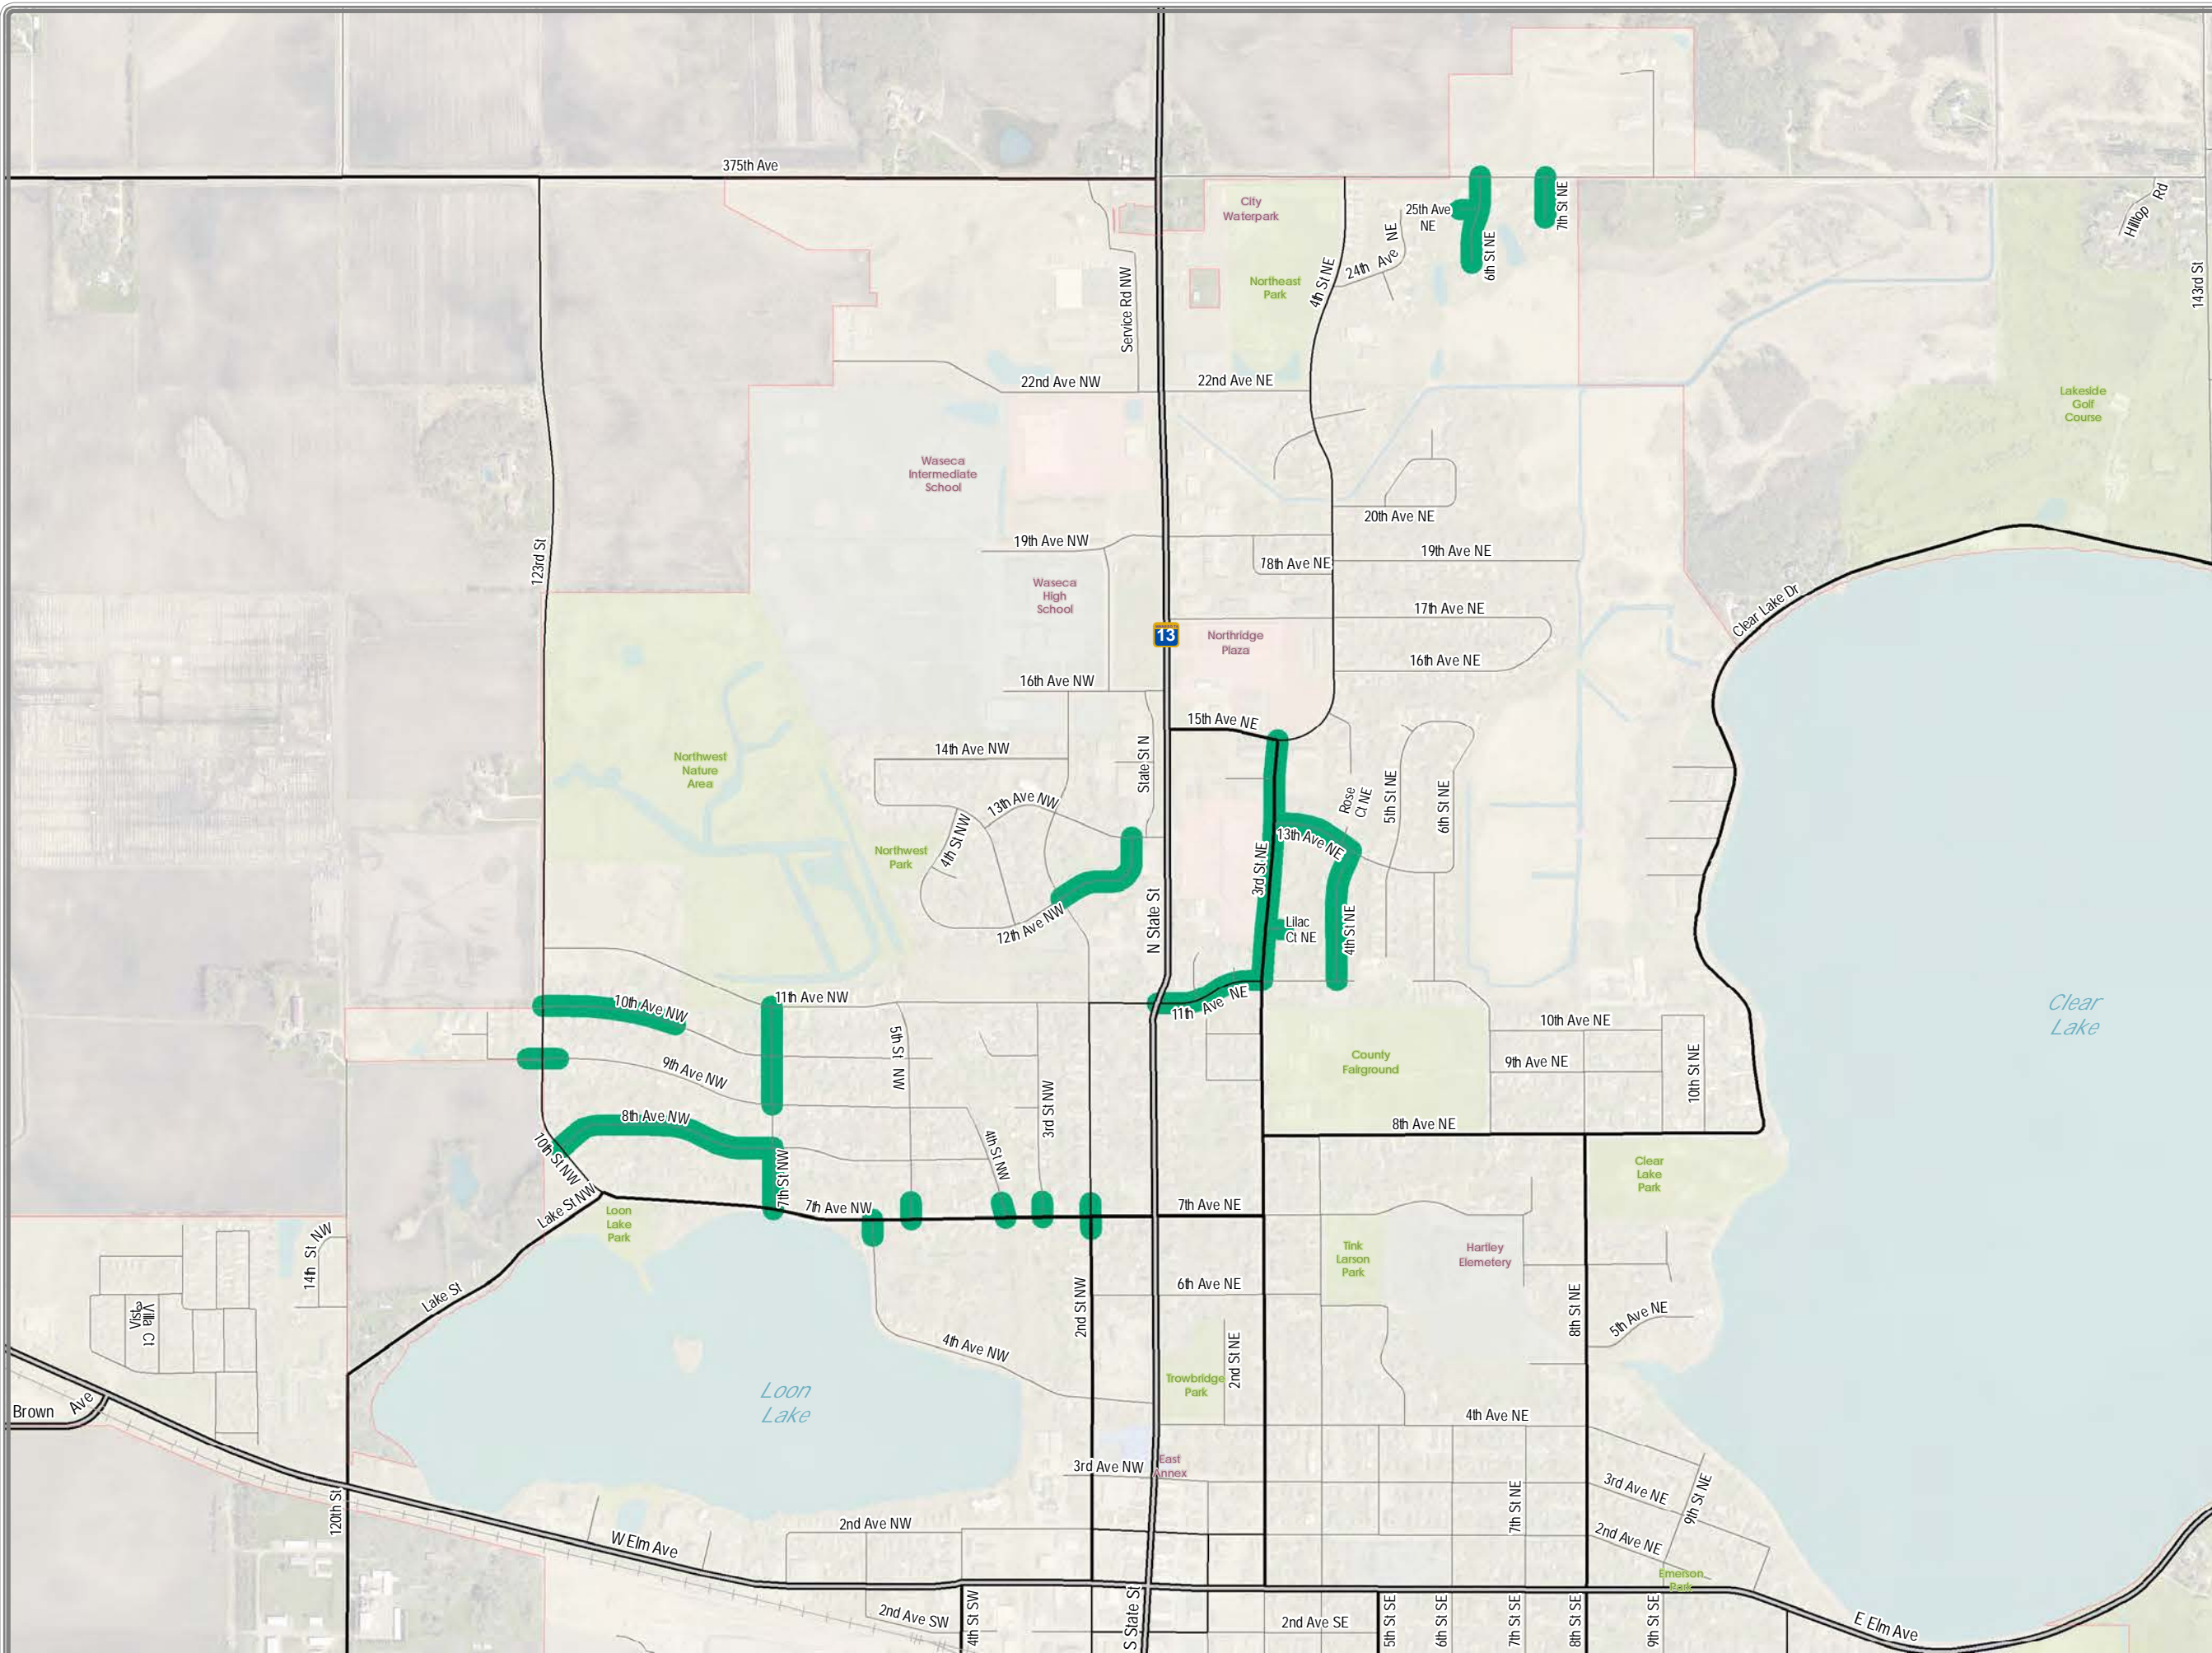 375th Ave
Hilltop Rd
143rd St
City
Waterpark
25th Ave
NE
7th St NE
6th St NE
24th Ave NE
4th St NE
Northeast
Park
Service Rd NW
22nd Ave NW
22nd Ave NE
Lakeside
Golf
Course
Waseca
Intermediate
School
20th Ave NE
19th Ave NW
19th Ave NE
18th Ave NE
123rd St
Waseca
High
School
17th Ave NE
Clear Lake Dr
13
Northridge
Plaza
16th Ave NE
16th Ave NW
15th Ave NE
14th Ave NW
State St N
Northwest
Nature
Area
13th Ave NW
Rose
Ct NE
5th St NE
6th St NE
4th St NW
13th Ave NE
Northwest
Park
3rd St NE
12th Ave NW
N State St
Lilac
Ct NE
4th St NE
10th Ave NW
11th Ave NW
11th Ave NE
Clear
Lake
10th Ave NE
5th St NW
County
Fairground
9th Ave NE
10th St NE
9th Ave NW
3rd St NW
8th Ave NW
8th Ave NE
10th St NW
4th St NW
7th St NW
Clear
Lake
Park
Lake St NW
7th Ave NW
7th Ave NE
Loon
Lake
Park
14th St NW
Tink
Larson
Park
Hartley
Elemetery
6th Ave NE
Lake St
2nd St NW
8th St NE
5th Ave NE
Villa Ct
Vista
4th Ave NW
2nd St NE
Trowbridge
Park
Loon
Lake
Brown Ave
4th Ave NE
3rd Ave NW
East
Annex
120th St
7th St NE
3rd Ave NE
9th St NE
2nd Ave NW
W Elm Ave
2nd Ave NE
Emerson
Park
2nd Ave SW
4th St SW
S State St
2nd Ave SE
5th St SE
6th St SE
7th St SE
8th St SE
9th St SE
E Elm Ave